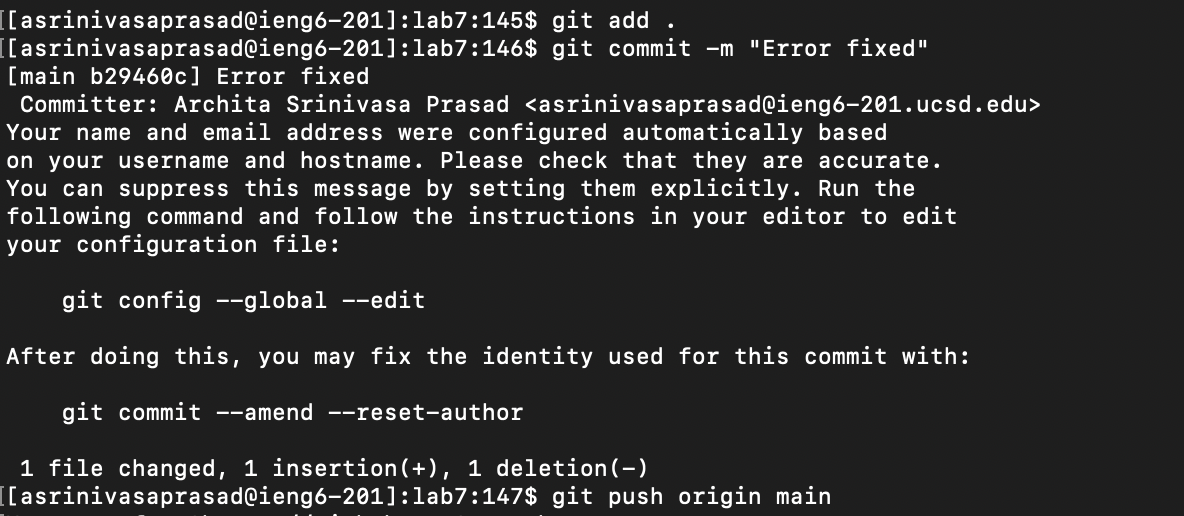 [[asrinivasaprasad@ieng6-201]:lab7:145$ git add .
[[asrinivasaprasad@ieng6-201]:lab7:146$ git commit -m "Error fixed"
[main b29460c] Error fixed
 Committer: Archita Srinivasa Prasad <asrinivasaprasad@ieng6-201.ucsd.edu>
Your name and email address were configured automatically based
on your username and hostname. Please check that they are accurate.
You can suppress this message by setting them explicitly. Run the
following command and follow the instructions in your editor to edit
your configuration file:

    git config --global --edit

After doing this, you may fix the identity used for this commit with:

    git commit --amend --reset-author

 1 file changed, 1 insertion(+), 1 deletion(-)
[[asrinivasaprasad@ieng6-201]:lab7:147$ git push origin main